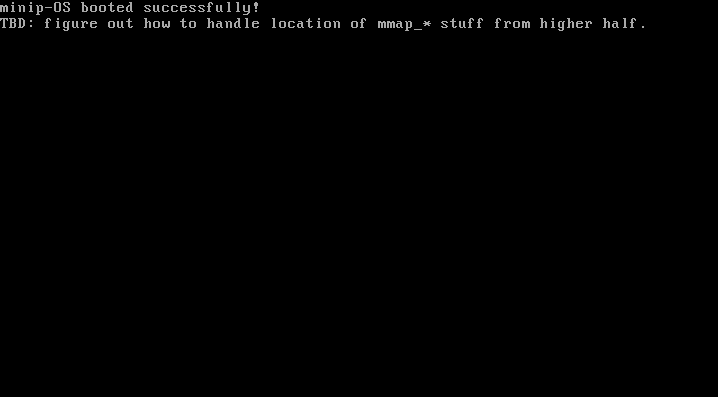 minip-OS booted successfully!
TBD: figure out how to handle location of mmap_* stuff from higher half.